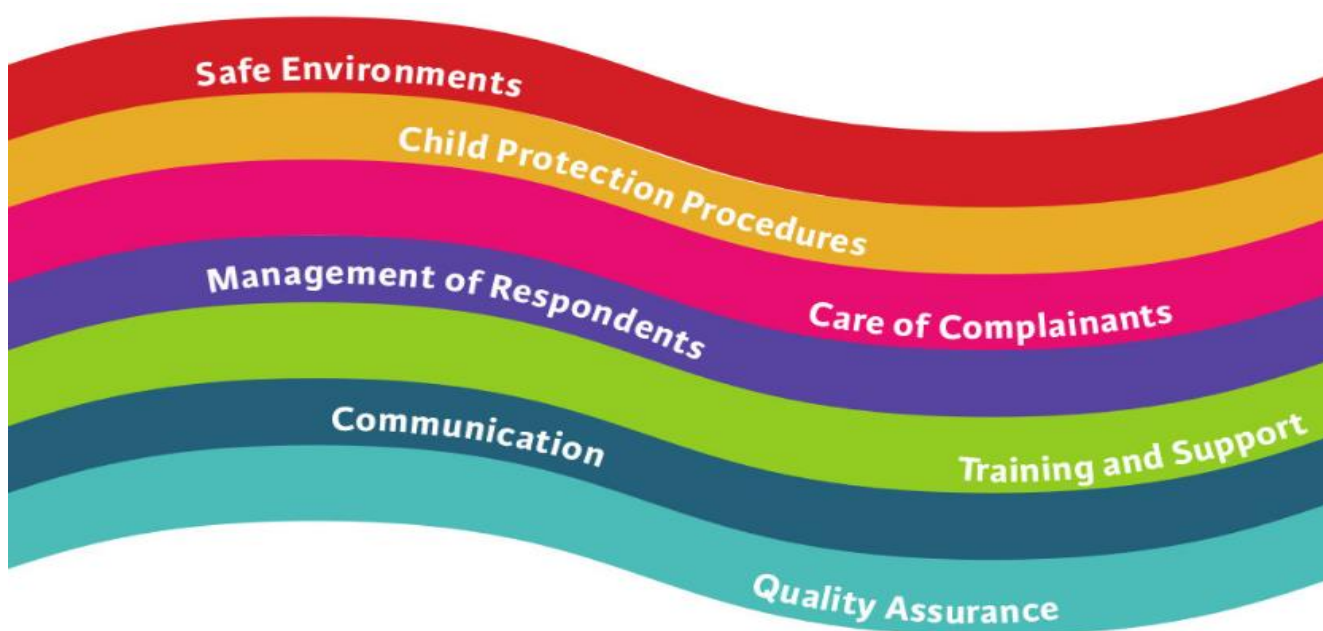 Safe Environments
Child Protection Procedures
Care of Complainants
Management of Respondents
Training and Support
Communication
Quality Assurance